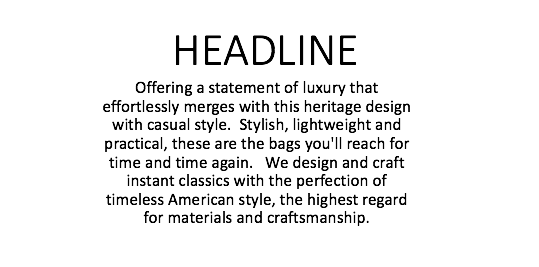 HEADLINE
Offering a statement of luxury that
effortlessly merges with this heritage design
with casual style.  Stylish, lightweight and
practical, these are the bags you'll reach for
time and time again.   We design and craft
instant classics with the perfection of
timeless American style, the highest regard
for materials and craftsmanship.